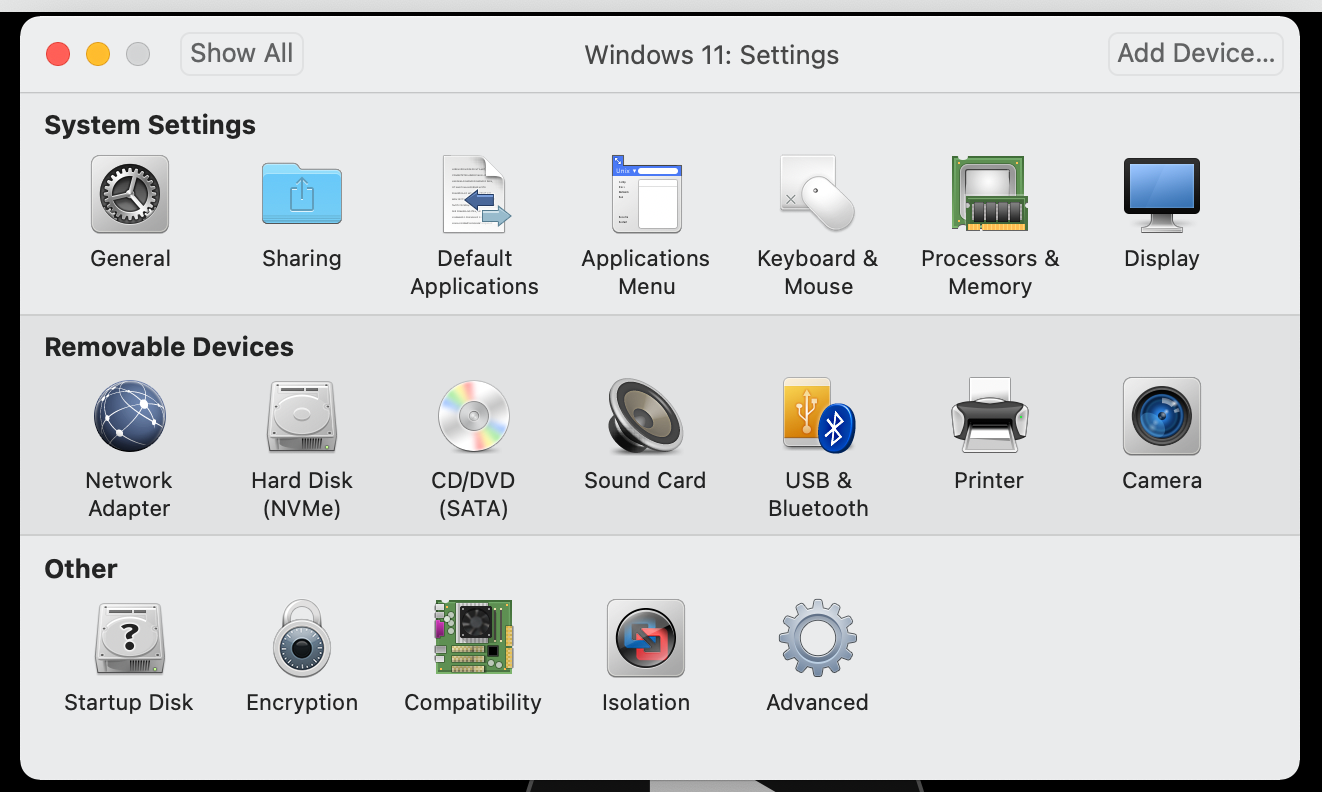 Show All
Windows 11: Settings
Add Device...
System Settings
General
Sharing
Default
Applications
Applications
Menu
Keyboard &
Mouse
Processors &
Memory
Display
Removable Devices
Network
Adapter
Hard Disk
(NVMe)
CD/DVD
(SATA)
Sound Card
USB &
Bluetooth
Printer
Camera
Other
?
Startup Disk
Encryption
Compatibility
Isolation
Advanced